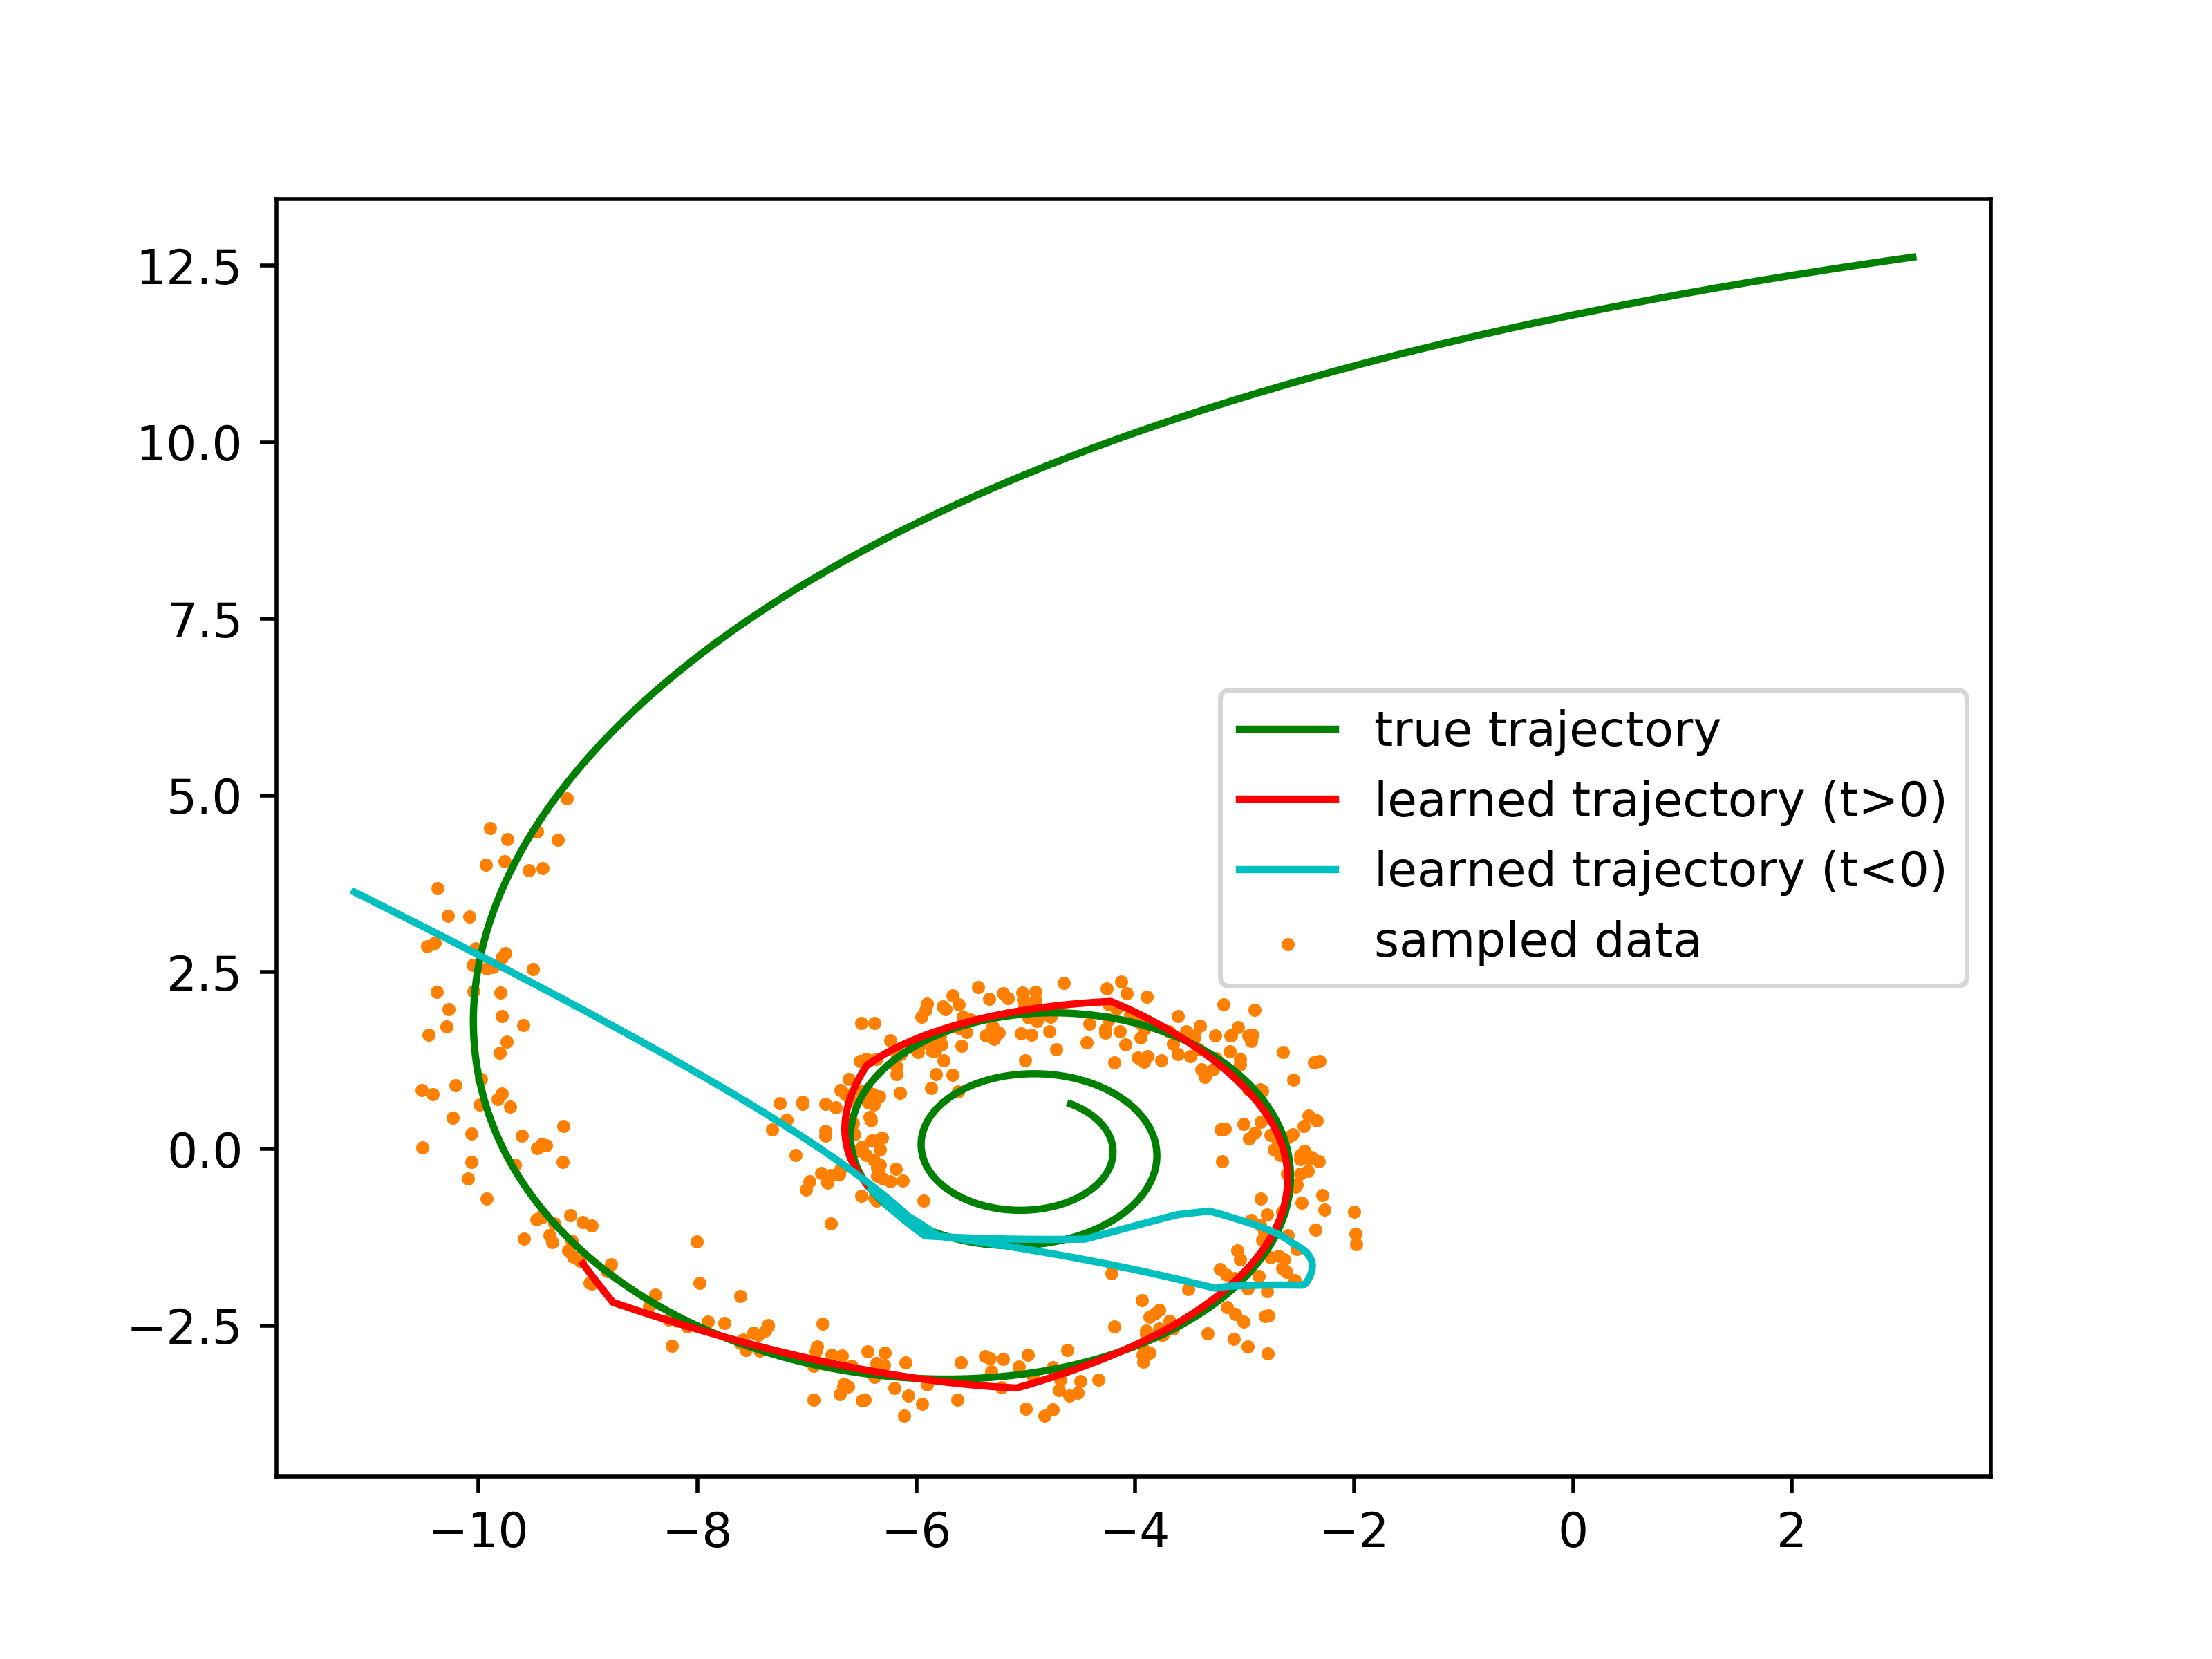 12.5
10.0
7.5
5.0
2.5
0.0
−2.5
true trajectory
learned trajectory (t>0)
learned trajectory (t<0)
sampled data
−10 −8 −6 −4 −2 0 2